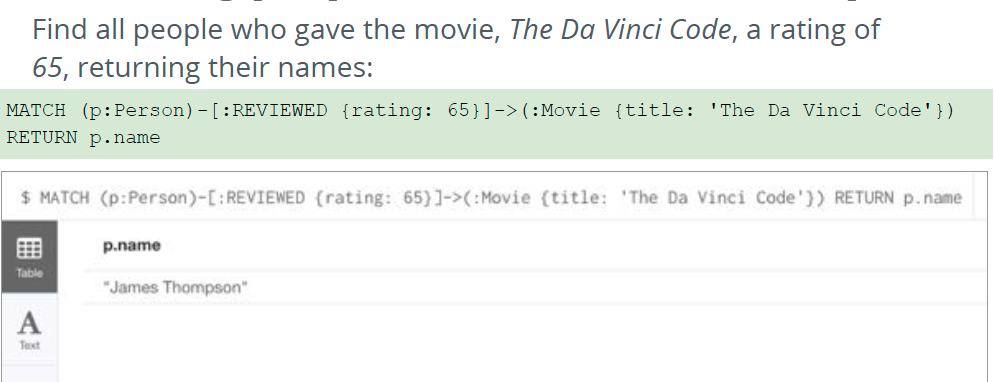 Find all people who gave the movie, The Da Vinci Code, a rating of
65, returning their names:
MATCH (p:Person)-[:REVIEWED {rating: 65}]->(:Movie {title: 'The Da Vinci Code'})
RETURN p.name
$ MATCH (p:Person)-[:REVIEWED {rating: 65}]->(:Movie {title: 'The Da Vinci Code'}) RETURN p.name
Table
p.name
"James Thompson"
A
Text